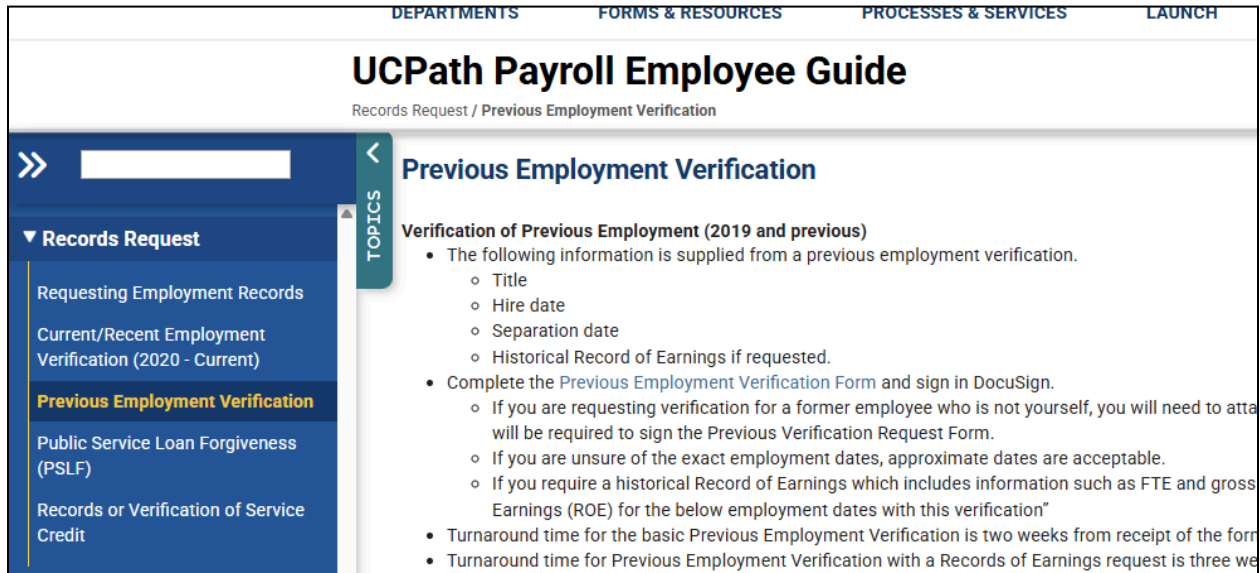 DEPARTMENTS FORMS & RESOURCES PROCESSES & SERVICES LAUNCH
UCPath Payroll Employee Guide
Records Request / Previous Employment Verification
TOPICS
Records Request
Requesting Employment Records
Current/Recent Employment
Verification (2020 - Current)
Previous Employment Verification
Public Service Loan Forgiveness
(PSLF)
Records or Verification of Service
Credit
Previous Employment Verification
Verification of Previous Employment (2019 and previous)
• The following information is supplied from a previous employment verification.
◦ Title
◦ Hire date
◦ Separation date
◦ Historical Record of Earnings if requested.
• Complete the Previous Employment Verification Form and sign in DocuSign.
◦ If you are requesting verification for a former employee who is not yourself, you will need to atta
will be required to sign the Previous Verification Request Form.
◦ If you are unsure of the exact employment dates, approximate dates are acceptable.
◦ If you require a historical Record of Earnings which includes information such as FTE and gross
Earnings (ROE) for the below employment dates with this verification”
• Turnaround time for the basic Previous Employment Verification is two weeks from receipt of the
• Turnaround time for Previous Employment Verification with a Records of Earnings request is three we